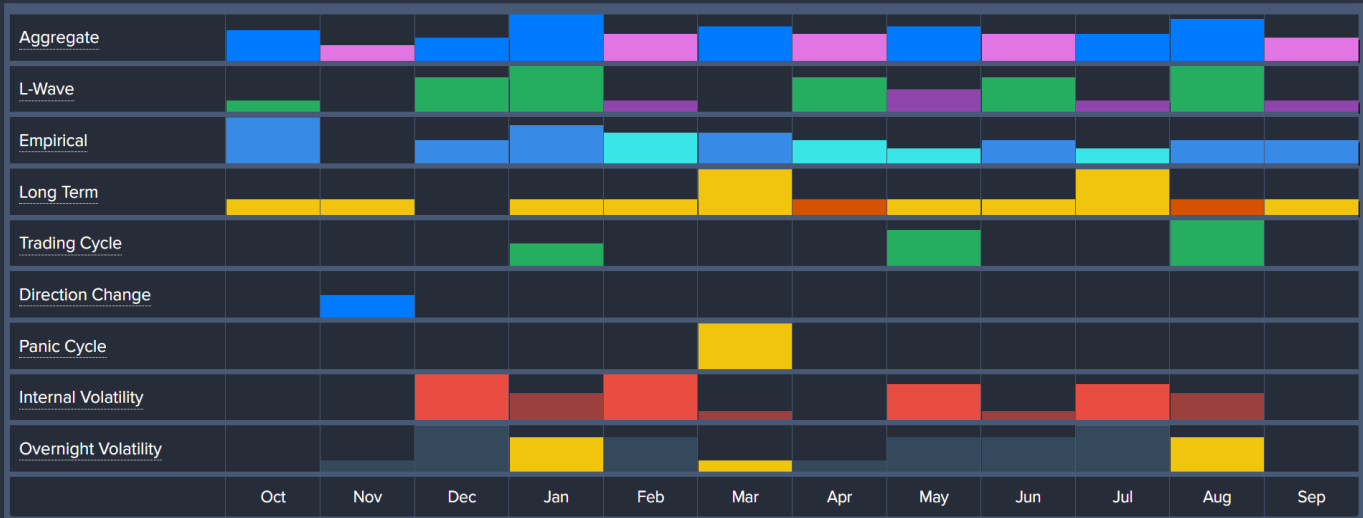 Aggregate
L-Wave
Empirical
Long Term
Trading Cycle
Direction Change
Panic Cycle
Internal Volatility
Overnight Volatility
Oct Nov Dec Jan Feb Mar Apr May Jun Jul Aug Sep